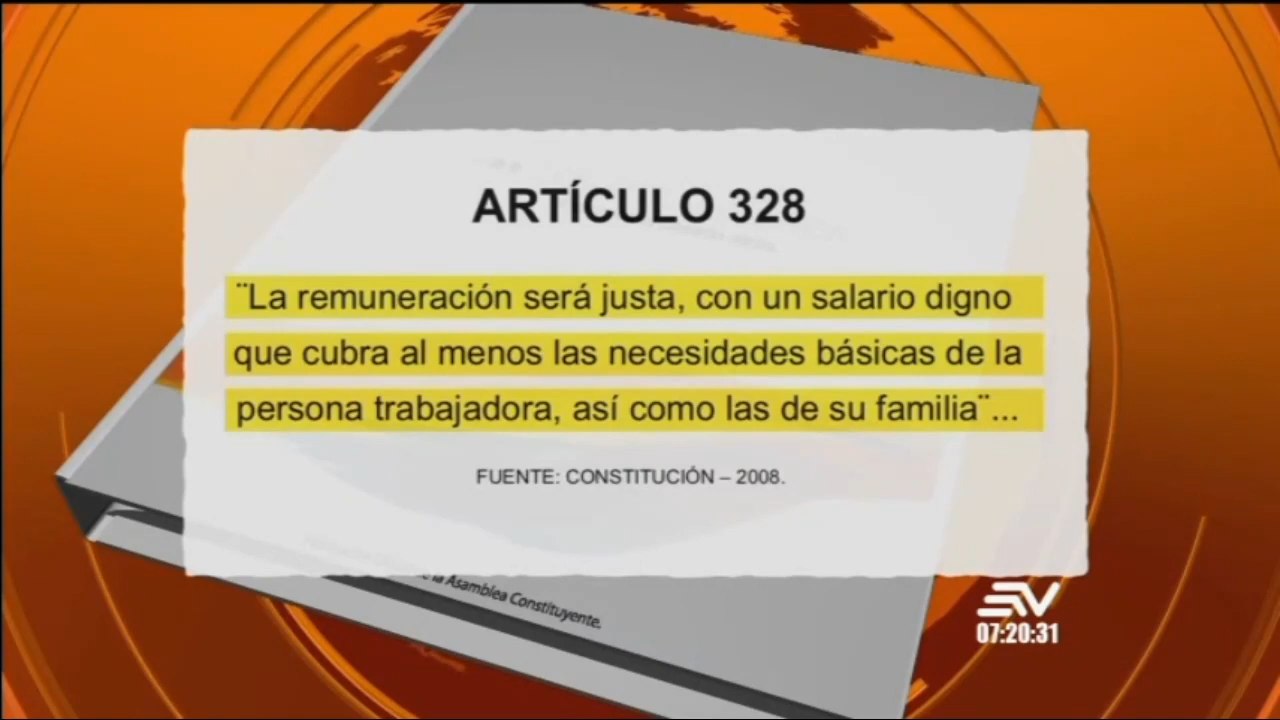 ARTÍCULO 328
¨La remuneración será justa, con un salario digno
que cubra al menos las necesidades básicas de la
persona trabajadora, así como las de su familia¨...
FUENTE: CONSTITUCIÓN – 2008.
la Asamblea Constituyente.
07:20:31